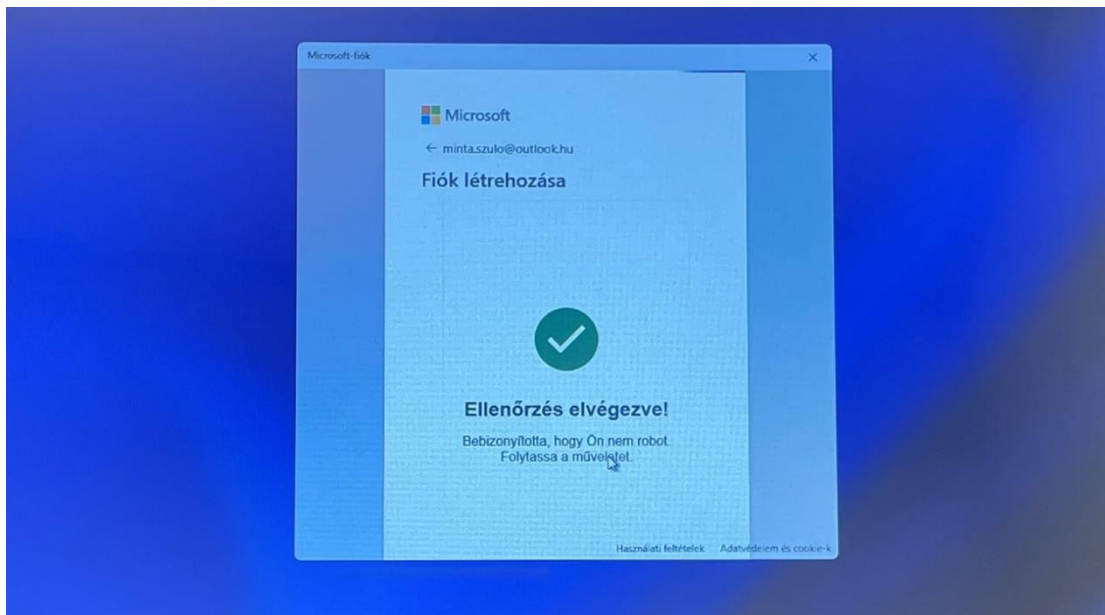 Microsoft-fiók
Microsoft
← minta.szulo@outlook.hu
Fiók létrehozása
Ellenőrzés elvégezve!
Bebizonyította, hogy Ön nem robot.
Folytassa a műveletet.
Használati feltételek Adatvédelem és cookie-k